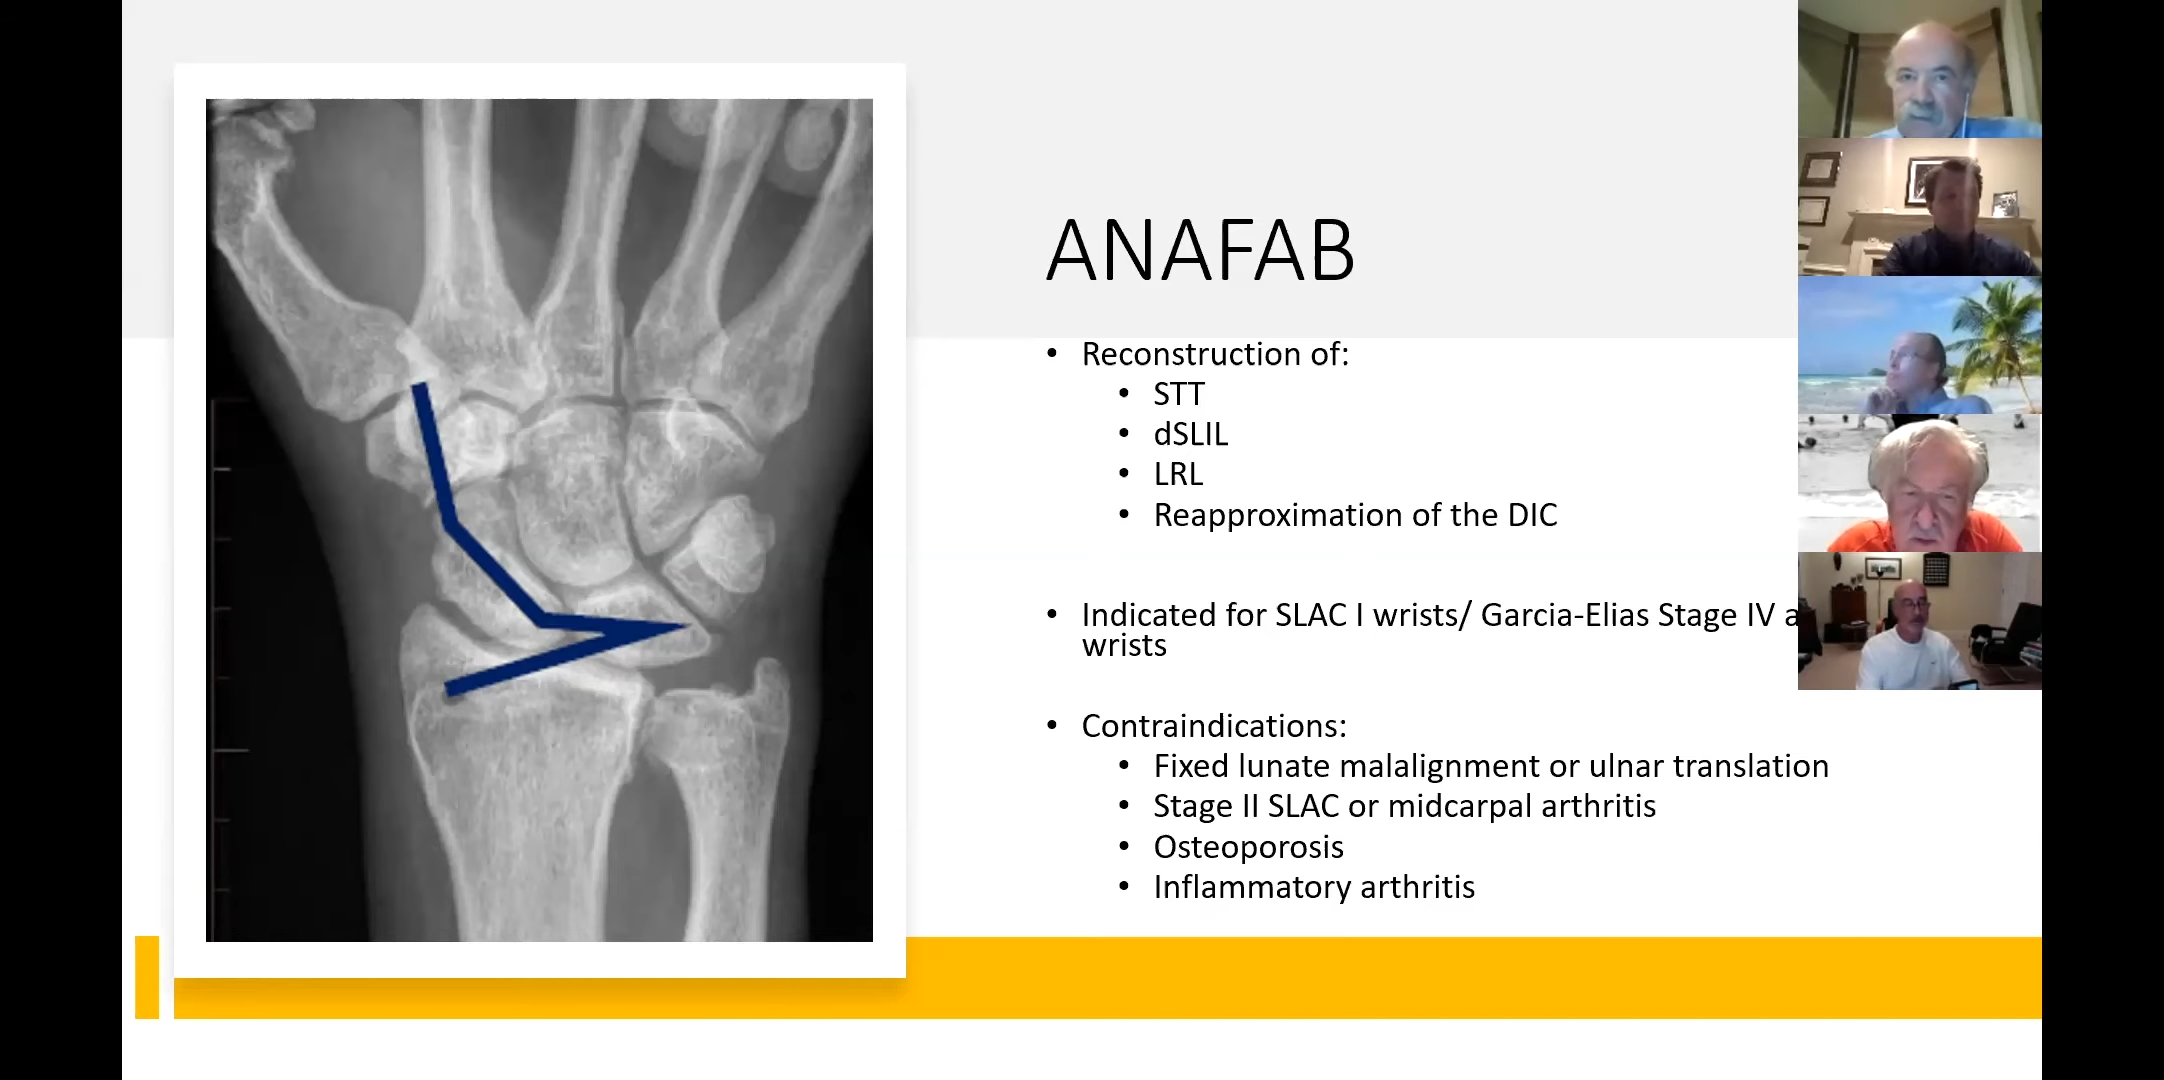 ANAFAB
• Reconstruction of:
• STT
• dSLIL
• LRL
• Reapproximation of the DIC
• Indicated for SLAC I wrists/ Garcia-Elias Stage IV a
wrists
• Contraindications:
• Fixed lunate malalignment or ulnar translation
• Stage II SLAC or midcarpal arthritis
• Osteoporosis
• Inflammatory arthritis